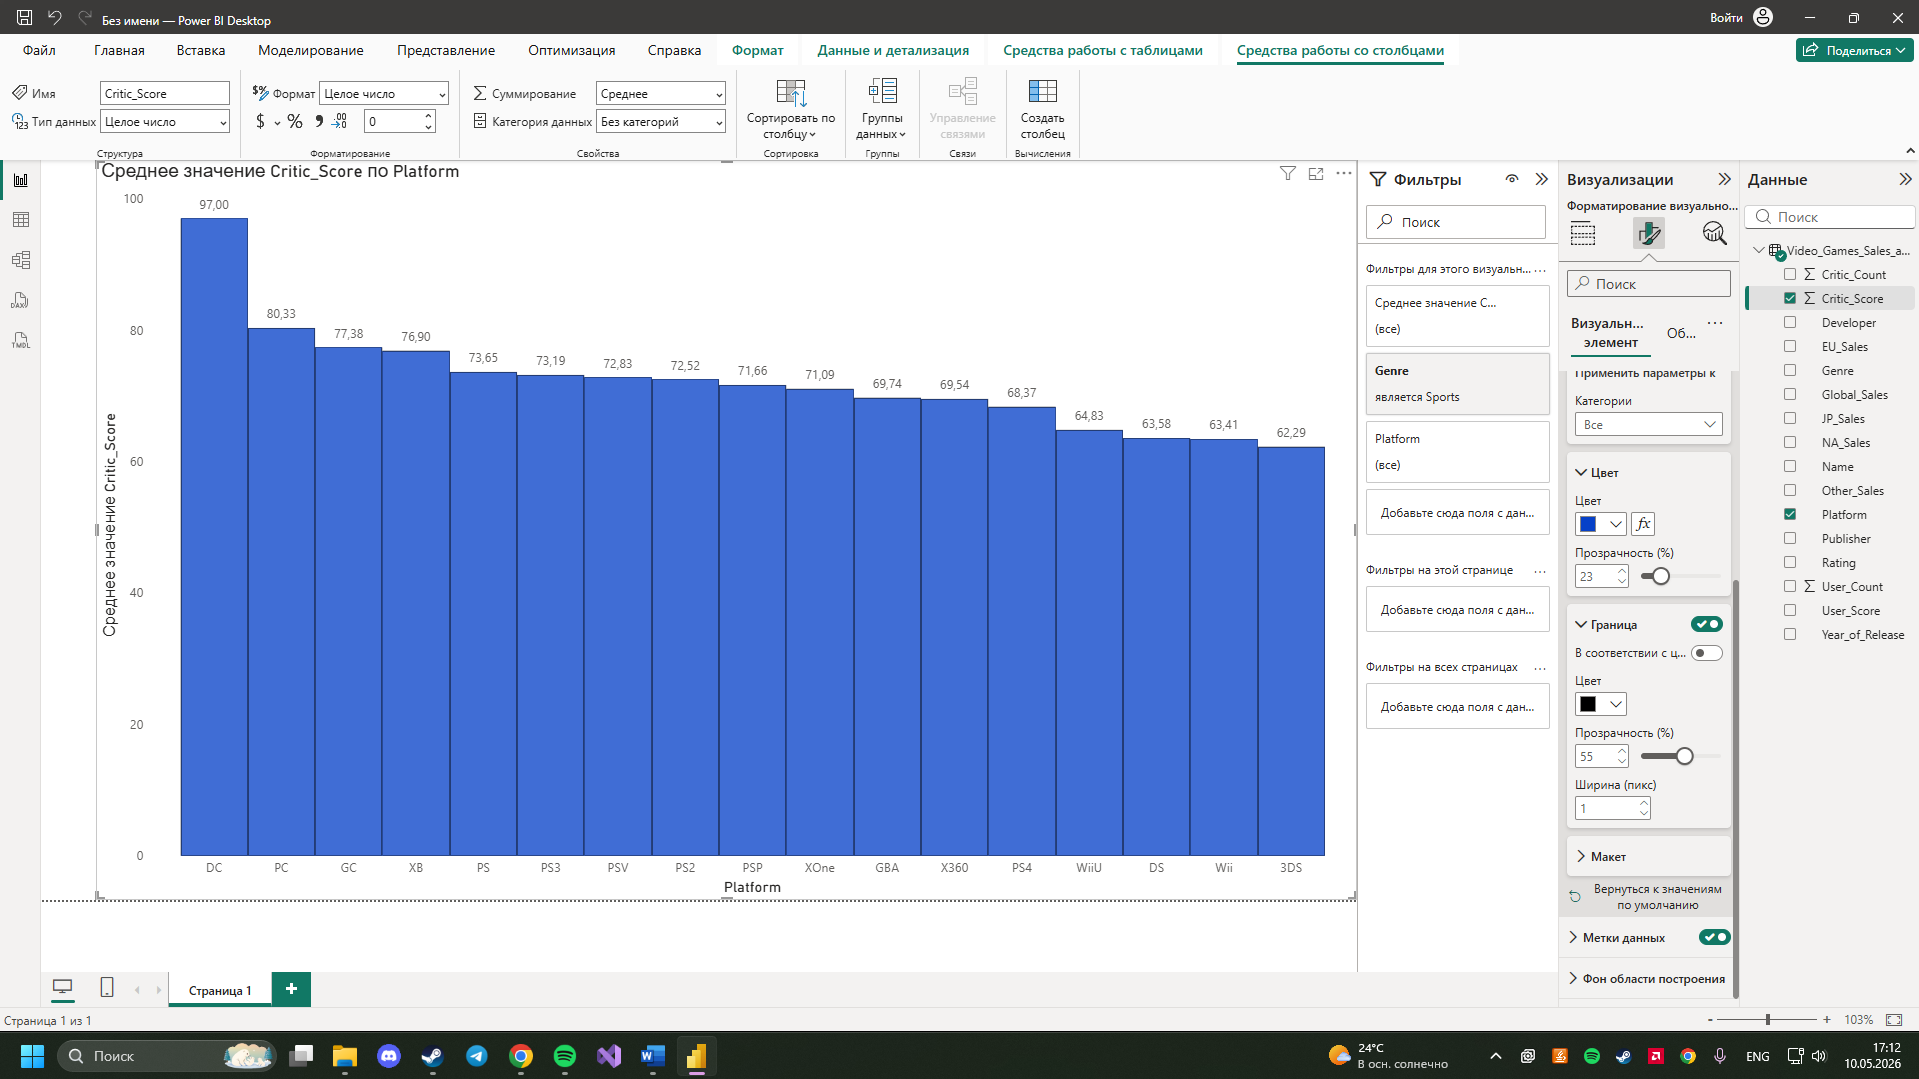 Без имени — Power BI Desktop
Войти
Файл
Главная
Вставка
Моделирование
Представление
Оптимизация
Справка
Формат
Данные и детализация
Средства работы с таблицами
Средства работы со столбцами
Поделиться
Имя
Critic_Score
Тип данных
Целое число
Структура
Формат
Целое число
$ % 0
Форматирование
Суммирование
Среднее
Категория данных
Без категорий
Свойства
Сортировать по
столбцу
Сортировка
Группы
данных
Группы
Управление
связями
Связи
Создать
столбец
Вычисления
DAX
TMDL
Среднее значение Critic_Score по Platform
Среднее значение Critic_Score
100
80
60
40
20
0
97,00
80,33
77,38
76,90
73,65
73,19
72,83
72,52
71,66
71,09
69,74
69,54
68,37
64,83
63,58
63,41
62,29
DC
PC
GC
XB
PS
PS3
PSV
PS2
PSP
XOne
GBA
X360
PS4
WiiU
DS
Wii
3DS
Platform
Фильтры
Поиск
Фильтры для этого визуальн...
Среднее значение С...
(все)
Genre
является Sports
Platform
(все)
Добавьте сюда поля с дан...
Фильтры на этой странице
Добавьте сюда поля с дан...
Фильтры на всех страницах
Добавьте сюда поля с дан...
Визуализации
Форматирование визуально...
Поиск
Визуальн...
элемент
Об...
Применить параметры к
Категории
Все
Цвет
Цвет
fx
Прозрачность (%)
23
Граница
В соответствии с ц...
Цвет
Прозрачность (%)
55
Ширина (пикс)
1
Макет
Вернуться к значениям
по умолчанию
Метки данных
Фон области построения
Данные
Поиск
Video_Games_Sales_a...
Critic_Count
Critic_Score
Developer
EU_Sales
Genre
Global_Sales
JP_Sales
NA_Sales
Name
Other_Sales
Platform
Publisher
Rating
User_Count
User_Score
Year_of_Release
Страница 1
Страница 1 из 1
103%
Поиск
24°C
В осн. солнечно
ENG
17:12
10.05.2026